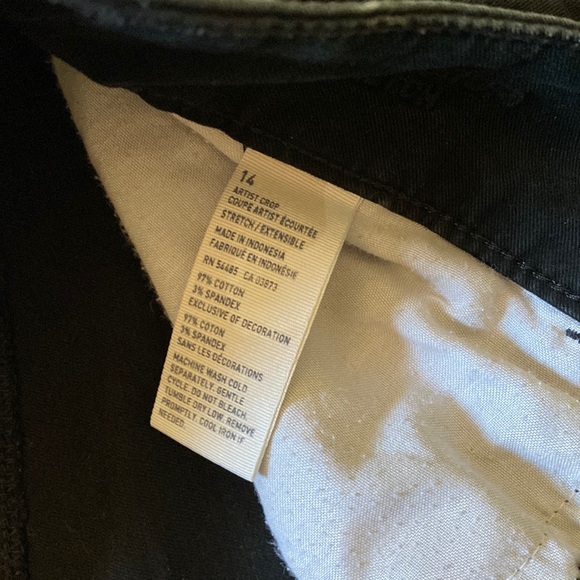 14
ARTIST CROP
COUPE ARTIST ÉCOURTÉE
STRETCH / EXTENSIBLE
MADE IN INDONESIA
FABRIQUÉ EN INDONÉSIE
RN 54485 CA 03873
97% COTTON
3% SPANDEX
EXCLUSIVE OF DECORATION
97% COTON
3% SPANDEX
SANS LES DÉCORATIONS
MACHINE WASH COLD
SEPARATELY. GENTLE
CYCLE. DO NOT BLEACH.
TUMBLE DRY LOW. REMOVE
PROMPTLY. COOL IRON IF
NEEDED.